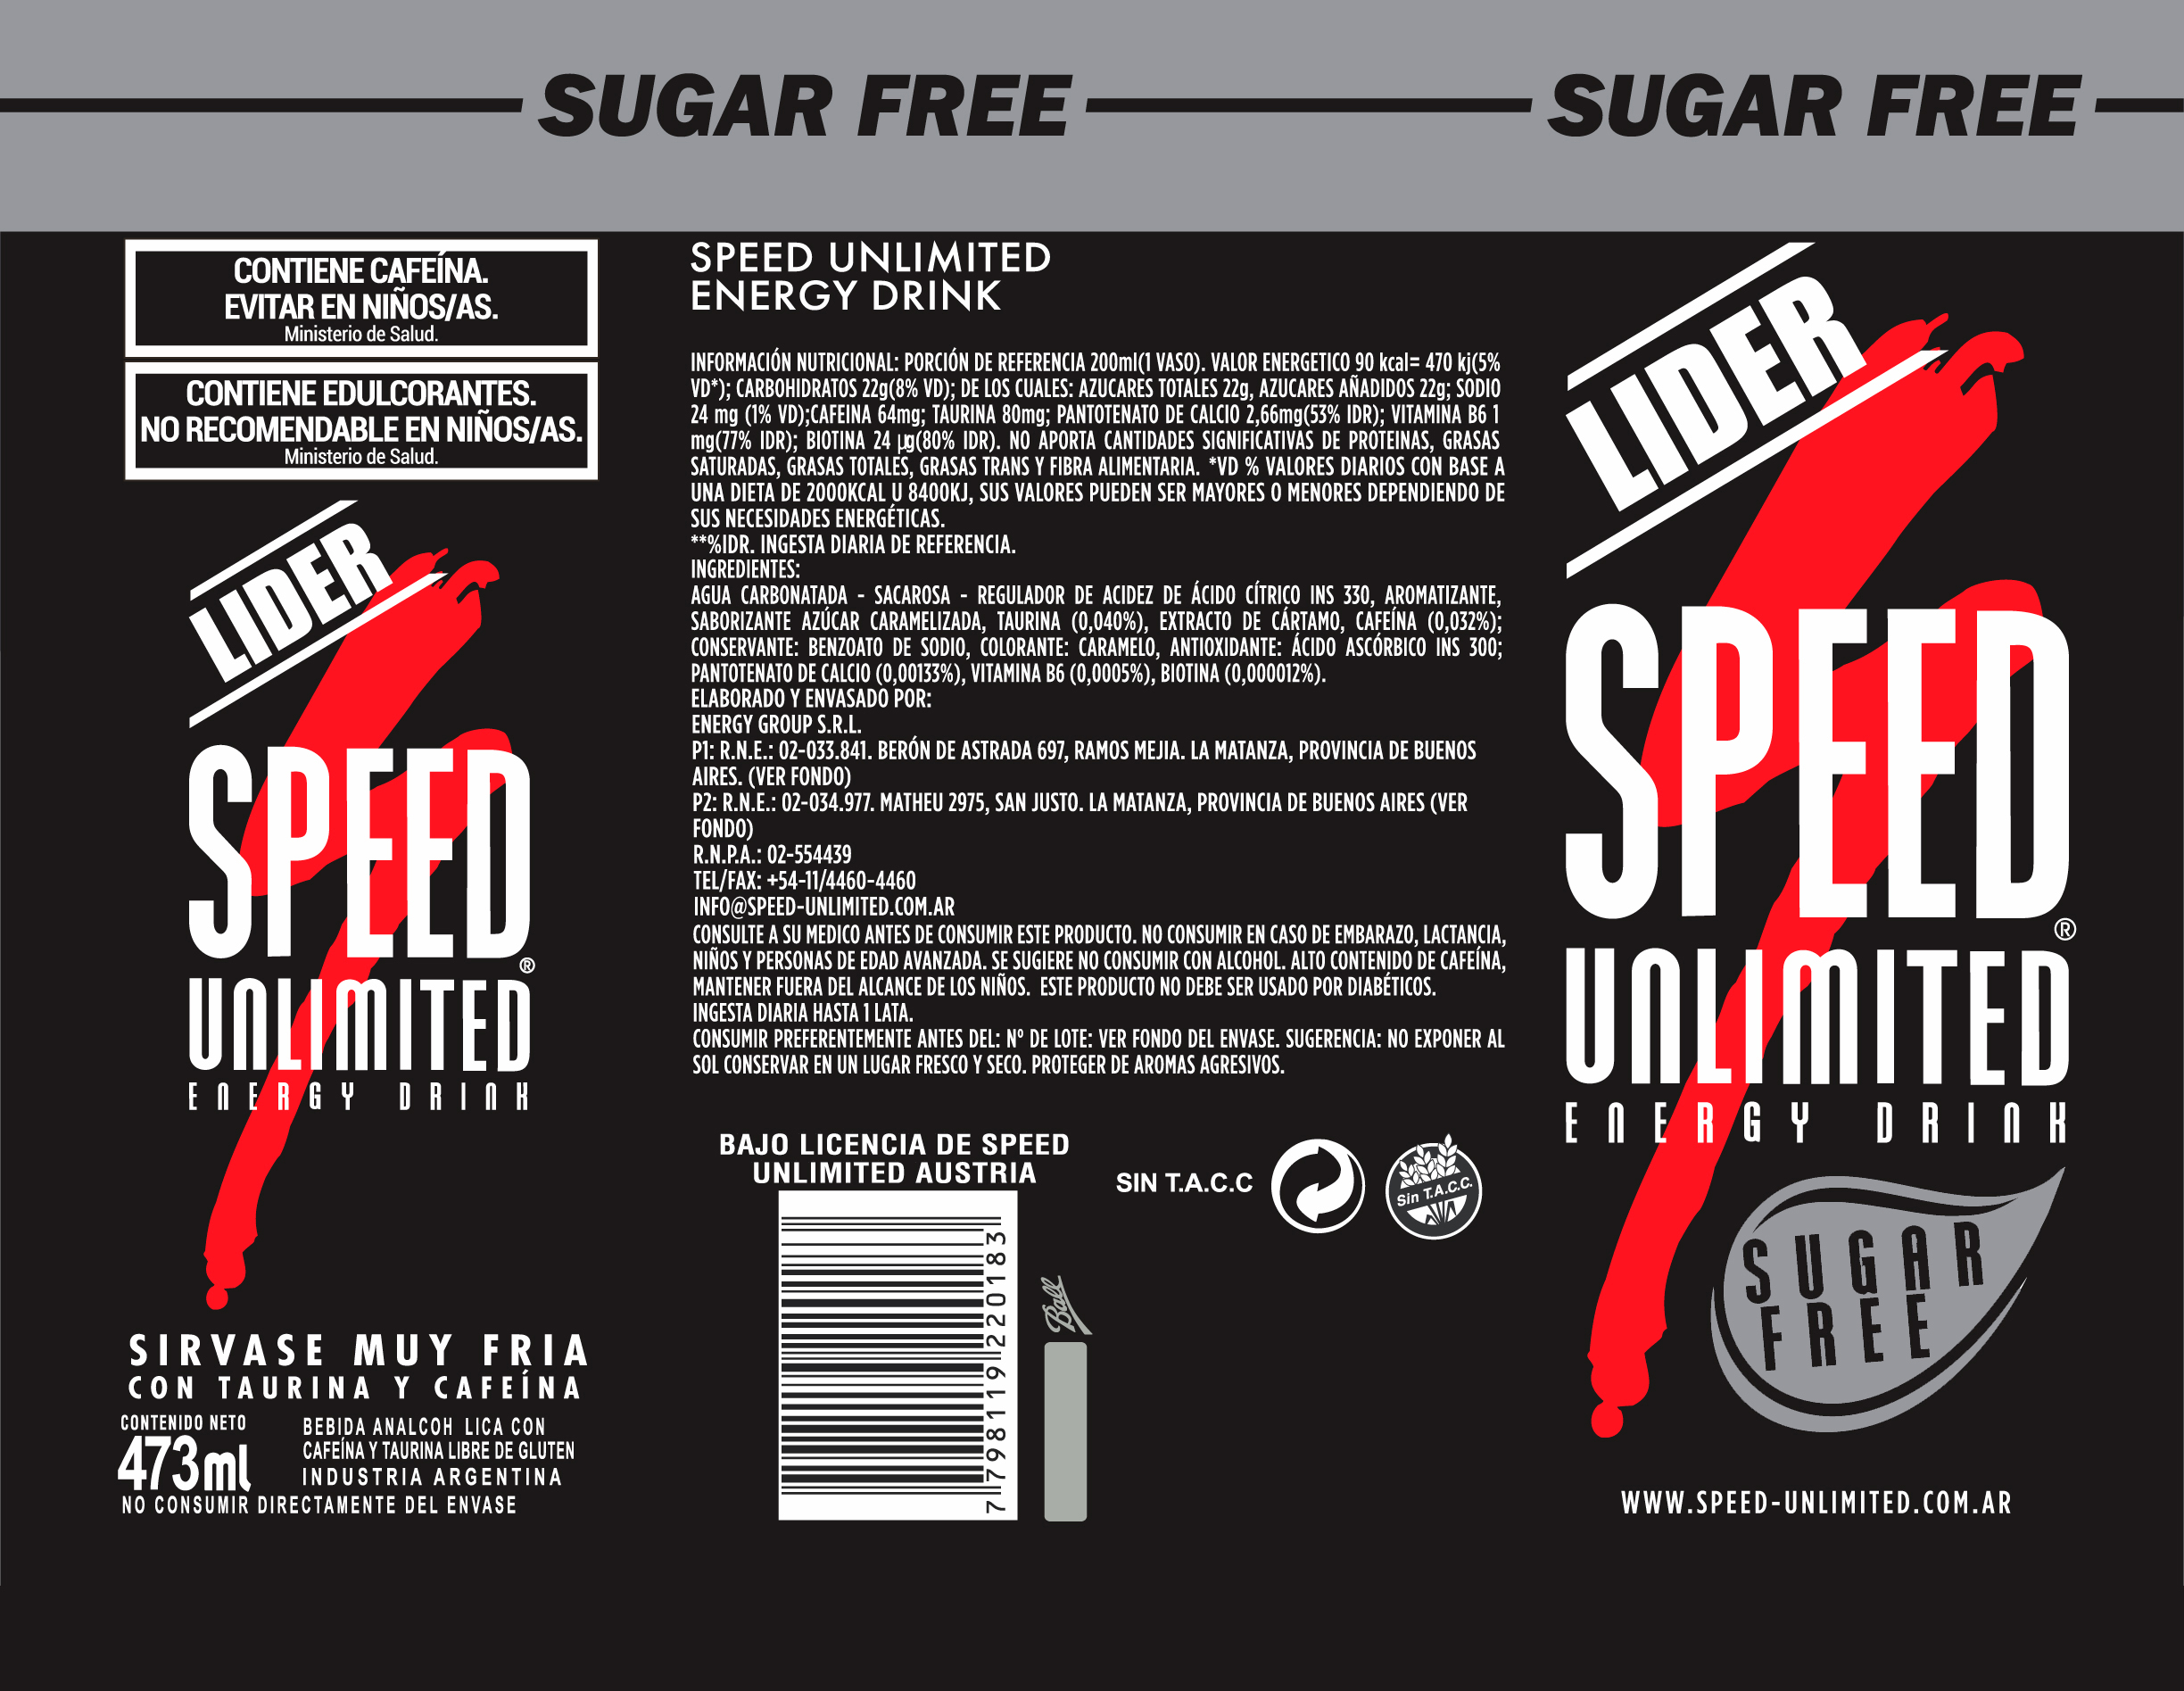 SUGAR FREE
SUGAR FREE
CONTIENE CAFEÍNA.
EVITAR EN NIÑOS/AS.
Ministerio de Salud.
CONTIENE EDULCORANTES.
NO RECOMENDABLE EN NIÑOS/AS.
Ministerio de Salud.
LIDER
SPEED
®
UNLIMITED
ENERGY DRINK
SIRVASE MUY FRIA
CON TAURINA Y CAFEÍNA
CONTENIDO NETO
473ml
BEBIDA ANALCOH LICA CON
CAFEÍNA Y TAURINA LIBRE DE GLUTEN
INDUSTRIA ARGENTINA
NO CONSUMIR DIRECTAMENTE DEL ENVASE
SPEED UNLIMITED
ENERGY DRINK
INFORMACIÓN NUTRICIONAL: PORCIÓN DE REFERENCIA 200ml(1 VASO). VALOR ENERGETICO 90 kcal= 470 kj(5%
VD*); CARBOHIDRATOS 22g(8% VD); DE LOS CUALES: AZUCARES TOTALES 22g, AZUCARES AÑADIDOS 22g; SODIO
24 mg (1% VD);CAFEINA 64mg; TAURINA 80mg; PANTOTENATO DE CALCIO 2,66mg(53% IDR); VITAMINA B6 1
mg(77% IDR); BIOTINA 24 µg(80% IDR). NO APORTA CANTIDADES SIGNIFICATIVAS DE PROTEINAS, GRASAS
SATURADAS, GRASAS TOTALES, GRASAS TRANS Y FIBRA ALIMENTARIA. *VD % VALORES DIARIOS CON BASE A
UNA DIETA DE 2000KCAL U 8400KJ, SUS VALORES PUEDEN SER MAYORES O MENORES DEPENDIENDO DE
SUS NECESIDADES ENERGÉTICAS.
**%IDR. INGESTA DIARIA DE REFERENCIA.
INGREDIENTES:
AGUA CARBONATADA - SACAROSA - REGULADOR DE ACIDEZ DE ÁCIDO CÍTRICO INS 330, AROMATIZANTE,
SABORIZANTE AZÚCAR CARAMELIZADA, TAURINA (0,040%), EXTRACTO DE CÁRTAMO, CAFEÍNA (0,032%);
CONSERVANTE: BENZOATO DE SODIO, COLORANTE: CARAMELO, ANTIOXIDANTE: ÁCIDO ASCÓRBICO INS 300;
PANTOTENATO DE CALCIO (0,00133%), VITAMINA B6 (0,0005%), BIOTINA (0,000012%).
ELABORADO Y ENVASADO POR:
ENERGY GROUP S.R.L.
P1: R.N.E.: 02-033.841. BERÓN DE ASTRADA 697, RAMOS MEJIA. LA MATANZA, PROVINCIA DE BUENOS
AIRES. (VER FONDO)
P2: R.N.E.: 02-034.977. MATHEU 2975, SAN JUSTO. LA MATANZA, PROVINCIA DE BUENOS AIRES (VER
FONDO)
R.N.P.A.: 02-554439
TEL/FAX: +54-11/4460-4460
INFO@SPEED-UNLIMITED.COM.AR
CONSULTE A SU MEDICO ANTES DE CONSUMIR ESTE PRODUCTO. NO CONSUMIR EN CASO DE EMBARAZO, LACTANCIA,
NIÑOS Y PERSONAS DE EDAD AVANZADA. SE SUGIERE NO CONSUMIR CON ALCOHOL. ALTO CONTENIDO DE CAFEÍNA,
MANTENER FUERA DEL ALCANCE DE LOS NIÑOS. ESTE PRODUCTO NO DEBE SER USADO POR DIABÉTICOS.
INGESTA DIARIA HASTA 1 LATA.
CONSUMIR PREFERENTEMENTE ANTES DEL: Nº DE LOTE: VER FONDO DEL ENVASE. SUGERENCIA: NO EXPONER AL
SOL CONSERVAR EN UN LUGAR FRESCO Y SECO. PROTEGER DE AROMAS AGRESIVOS.
BAJO LICENCIA DE SPEED
UNLIMITED AUSTRIA
7 798119 220183
Ball
SIN T.A.C.C
Sin T.A.C.C.
LIDER
SPEED
®
UNLIMITED
ENERGY DRINK
SUGAR
FREE
WWW.SPEED-UNLIMITED.COM.AR